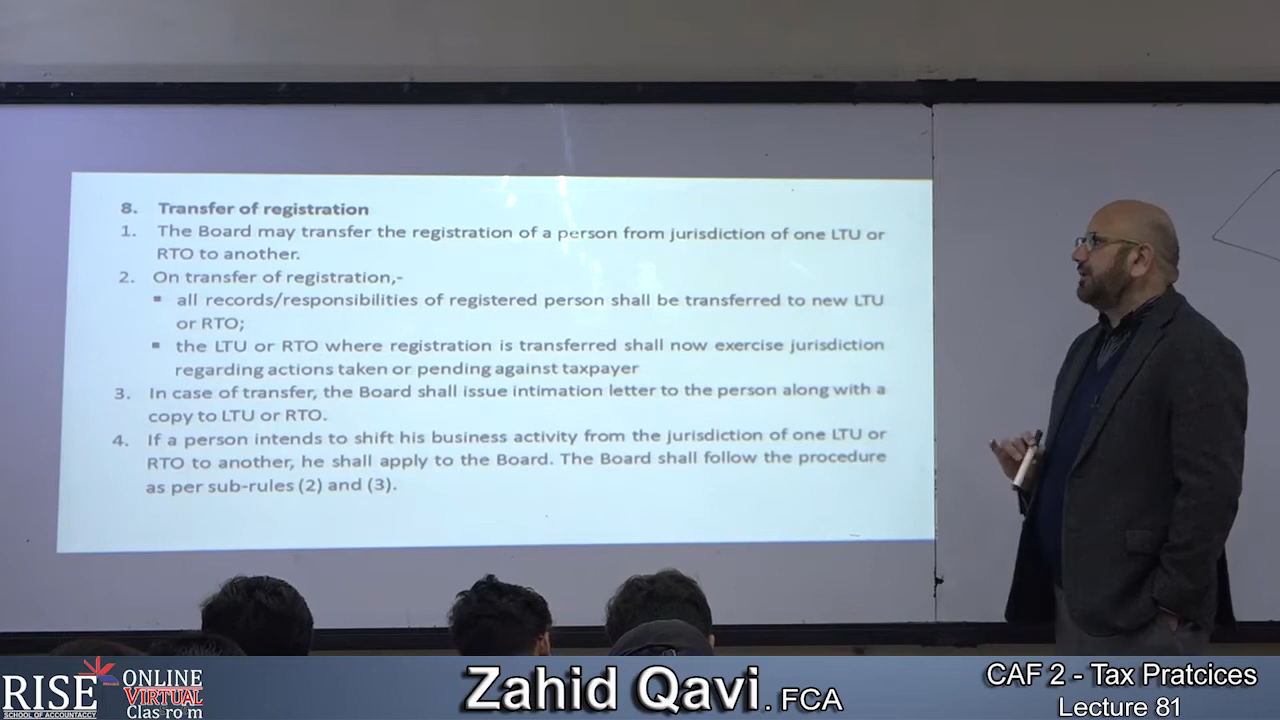 8. Transfer of registration
1. The Board may transfer the registration of a person from jurisdiction of one LTU or
RTO to another.
2. On transfer of registration,-
▪ all records/responsibilities of registered person shall be transferred to new LTU
or RTO;
▪ the LTU or RTO where registration is transferred shall now exercise jurisdiction
regarding actions taken or pending against taxpayer
3. In case of transfer, the Board shall issue intimation letter to the person along with a
copy to LTU or RTO.
4. If a person intends to shift his business activity from the jurisdiction of one LTU or
RTO to another, he shall apply to the Board. The Board shall follow the procedure
as per sub-rules (2) and (3).
RISE
SCHOOL OF ACCOUNTACY
ONLINE
VIRTUAL
Clasrom
Zahid Qavi. FCA
CAF 2 - Tax Pratcices
Lecture 81